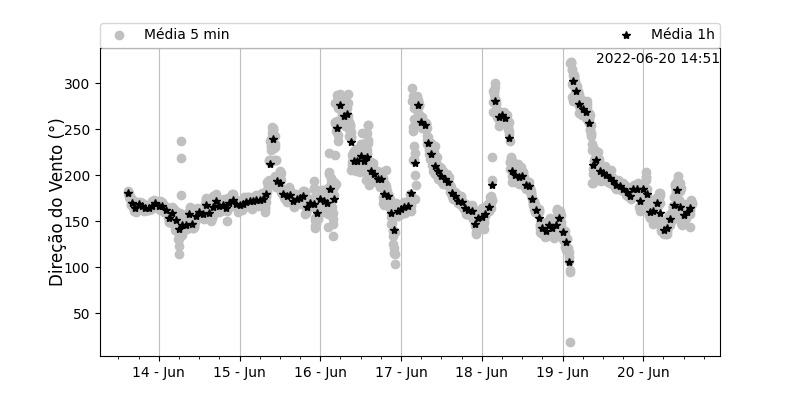 Média 5 min
Média 1h
2022-06-20 14:51
Direção do Vento (°)
300
250
200
150
100
50
14 - Jun
15 - Jun
16 - Jun
17 - Jun
18 - Jun
19 - Jun
20 - Jun